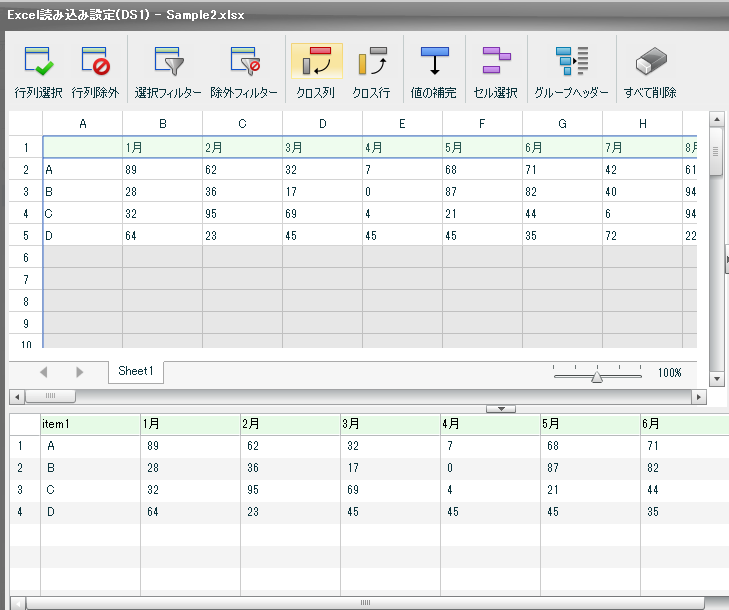 Excel読み込み設定(DS1) - Sample2.xlsx
行列選択 行列除外 選択フィルター 除外フィルター クロス列 クロス行 値の補完 セル選択 グループヘッダー すべて削除
A B C D E F G H
1 1月 2月 3月 4月 5月 6月 7月 8月
2 A 89 62 32 7 68 71 42 61
3 B 28 36 17 0 87 82 40 94
4 C 32 95 69 4 21 44 6 94
5 D 64 23 45 45 45 35 72 22
6
7
8
9
10
Sheet1 100%
item1 1月 2月 3月 4月 5月 6月
1 A 89 62 32 7 68 71
2 B 28 36 17 0 87 82
3 C 32 95 69 4 21 44
4 D 64 23 45 45 45 35